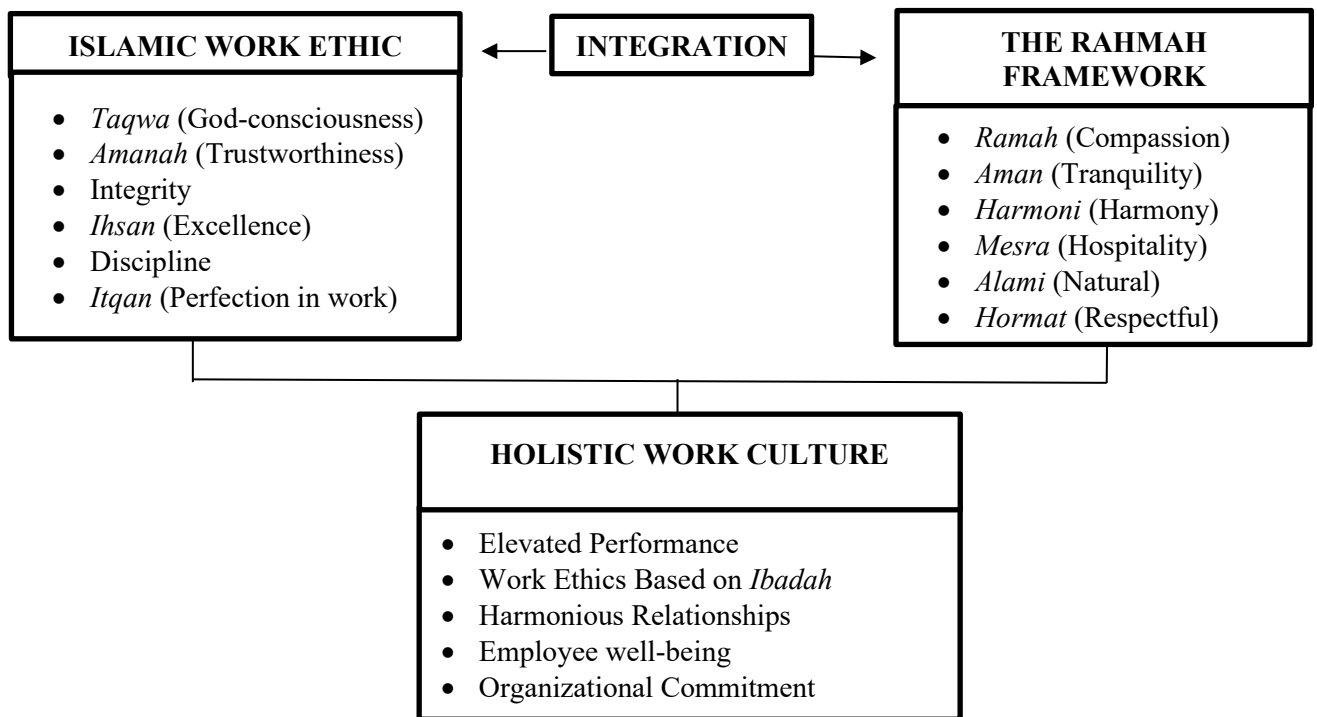 ISLAMIC WORK ETHIC
• Taqwa (God-consciousness)
• Amanah (Trustworthiness)
• Integrity
• Ihsan (Excellence)
• Discipline
• Itqan (Perfection in work)
INTEGRATION
THE RAHMAH
FRAMEWORK
• Ramah (Compassion)
• Aman (Tranquility)
• Harmoni (Harmony)
• Mesra (Hospitality)
• Alami (Natural)
• Hormat (Respectful)
HOLISTIC WORK CULTURE
• Elevated Performance
• Work Ethics Based on Ibadah
• Harmonious Relationships
• Employee well-being
• Organizational Commitment